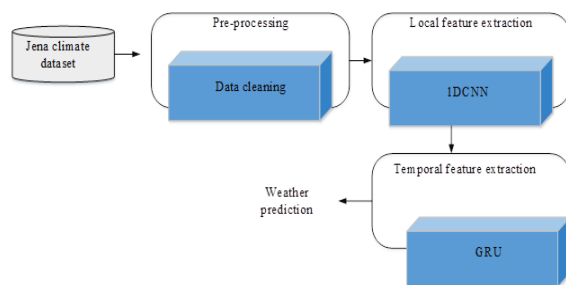 Jena climate
dataset
Pre-processing
Data cleaning
Local feature extraction
1DCNN
Temporal feature extraction
GRU
Weather
prediction